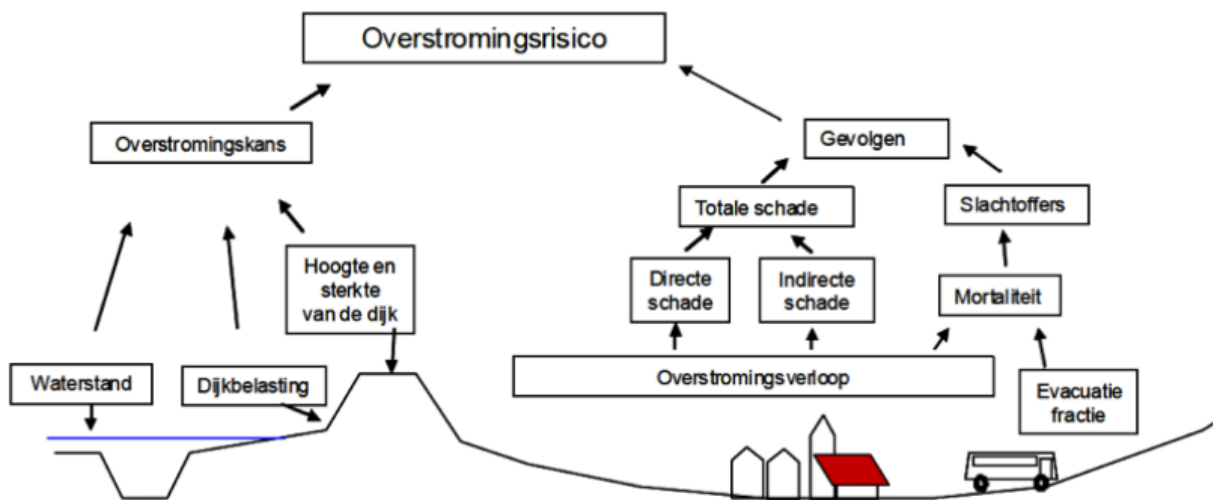 Overstromingsrisico
Overstromingskans
Gevolgen
Totale schade
Slachtoffers
Hoogte en
sterkte
van de dijk
Directe
schade
Indirecte
schade
Mortaliteit
Waterstand
Dijkbelasting
Overstromingsverloop
Evacuatie
fractie